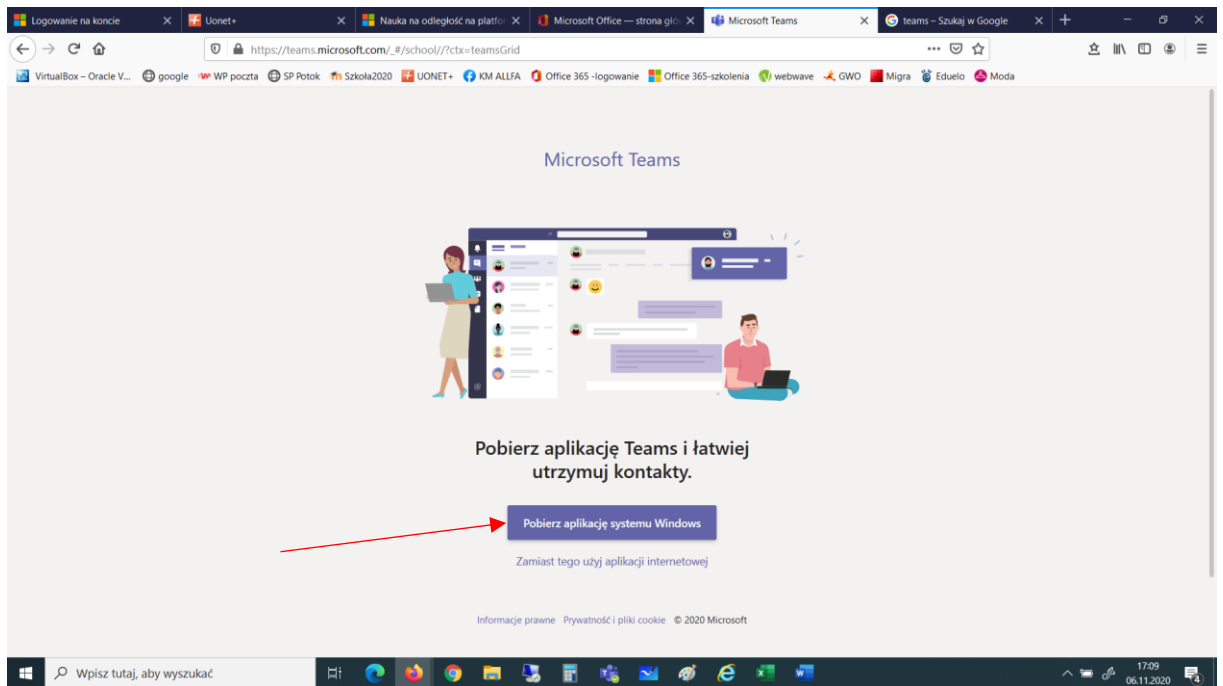 Logowanie na koncie
Uonet+
Nauka na odległość na platfo
Microsoft Office — strona głów
Microsoft Teams
teams – Szukaj w Google
https://teams.microsoft.com/_#/school//?ctx=teamsGrid
VirtualBox – Oracle V... google WP poczta SP Potok Szkoła2020 UONET+ KM ALLFA Office 365 -logowanie Office 365-szkolenia webwave GWO Migra Eduelo Moda
Microsoft Teams
Pobierz aplikację Teams i łatwiej
utrzymuj kontakty.
Pobierz aplikację systemu Windows
Zamiast tego użyj aplikacji internetowej
Informacje prawne Prywatność i pliki cookie © 2020 Microsoft
Wpisz tutaj, aby wyszukać
17:09
06.11.2020
4